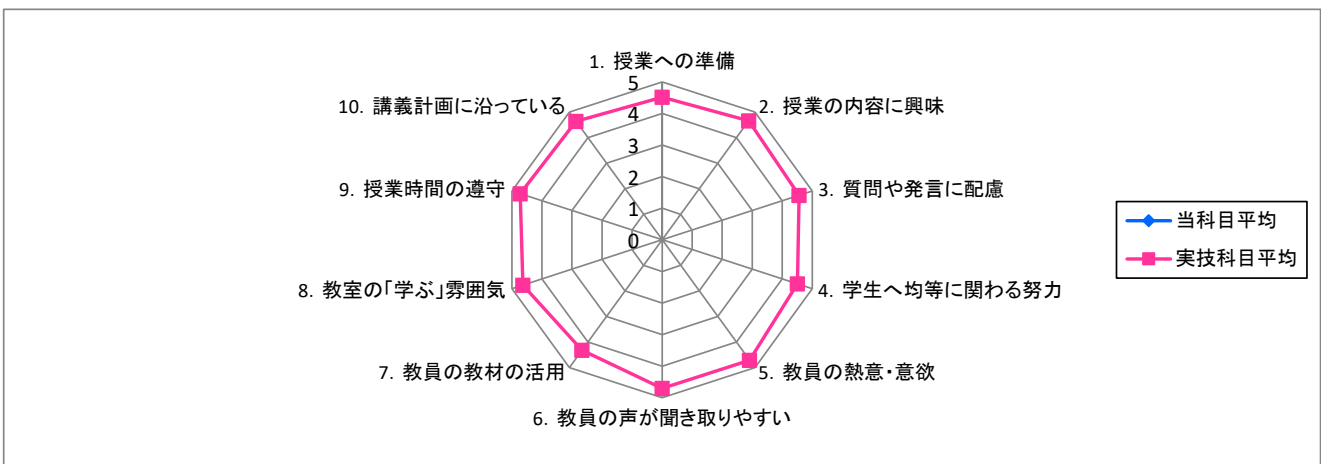 1. 授業への準備
2. 授業の内容に興味
3. 質問や発言に配慮
4. 学生へ均等に関わる努力
5. 教員の熱意・意欲
6. 教員の声が聞き取りやすい
7. 教員の教材の活用
8. 教室の「学ぶ」雰囲気
9. 授業時間の遵守
10. 講義計画に沿っている
5
4
3
2
1
0
当科目平均
実技科目平均